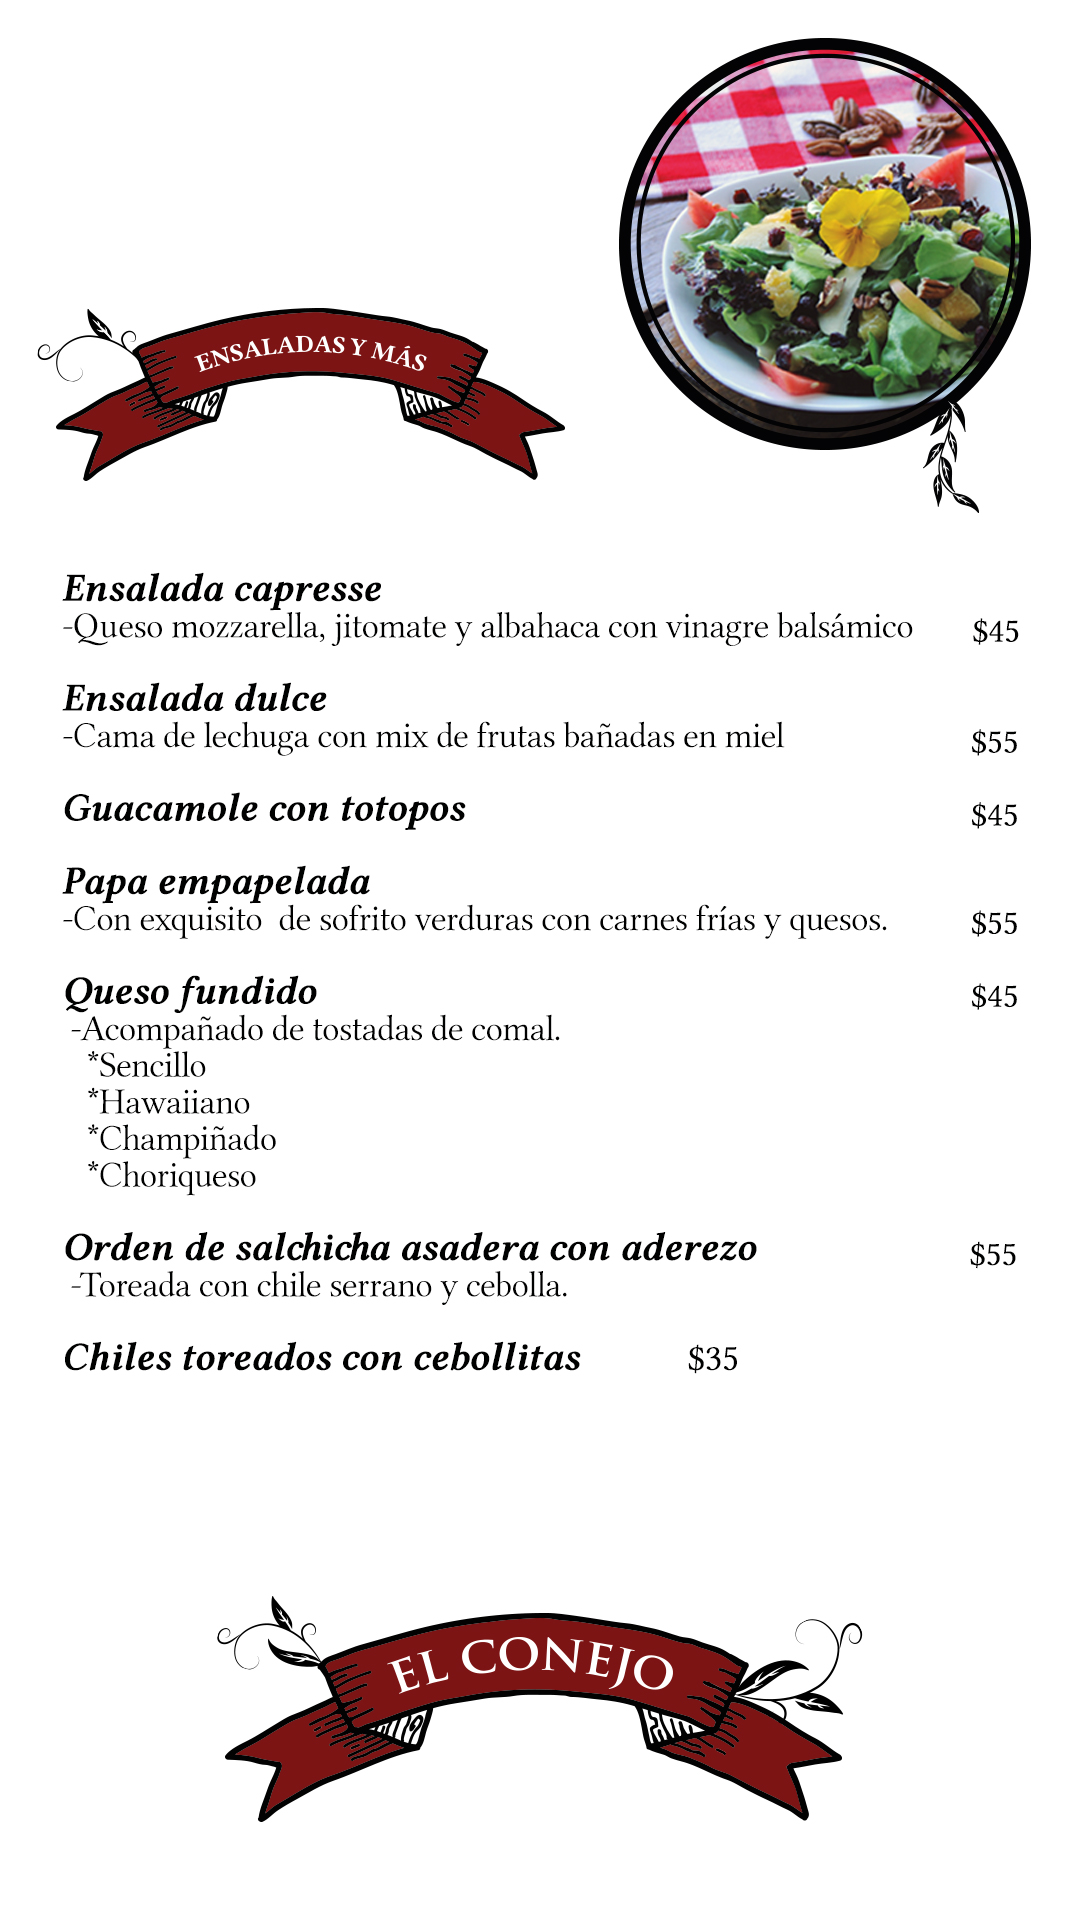 ENSALADAS Y MÁS
Ensalada capresse
-Queso mozzarella, jitomate y albahaca con vinagre balsámico $45
Ensalada dulce
-Cama de lechuga con mix de frutas bañadas en miel $55
Guacamole con totopos $45
Papa empapelada
-Con exquisito  de sofrito verduras con carnes frías y quesos. $55
Queso fundido $45
-Acompañado de tostadas de comal.
*Sencillo
*Hawaiiano
*Champiñado
*Choriqueso
Orden de salchicha asadera con aderezo $55
-Toreada con chile serrano y cebolla.
Chiles toreados con cebollitas $35
EL CONEJO